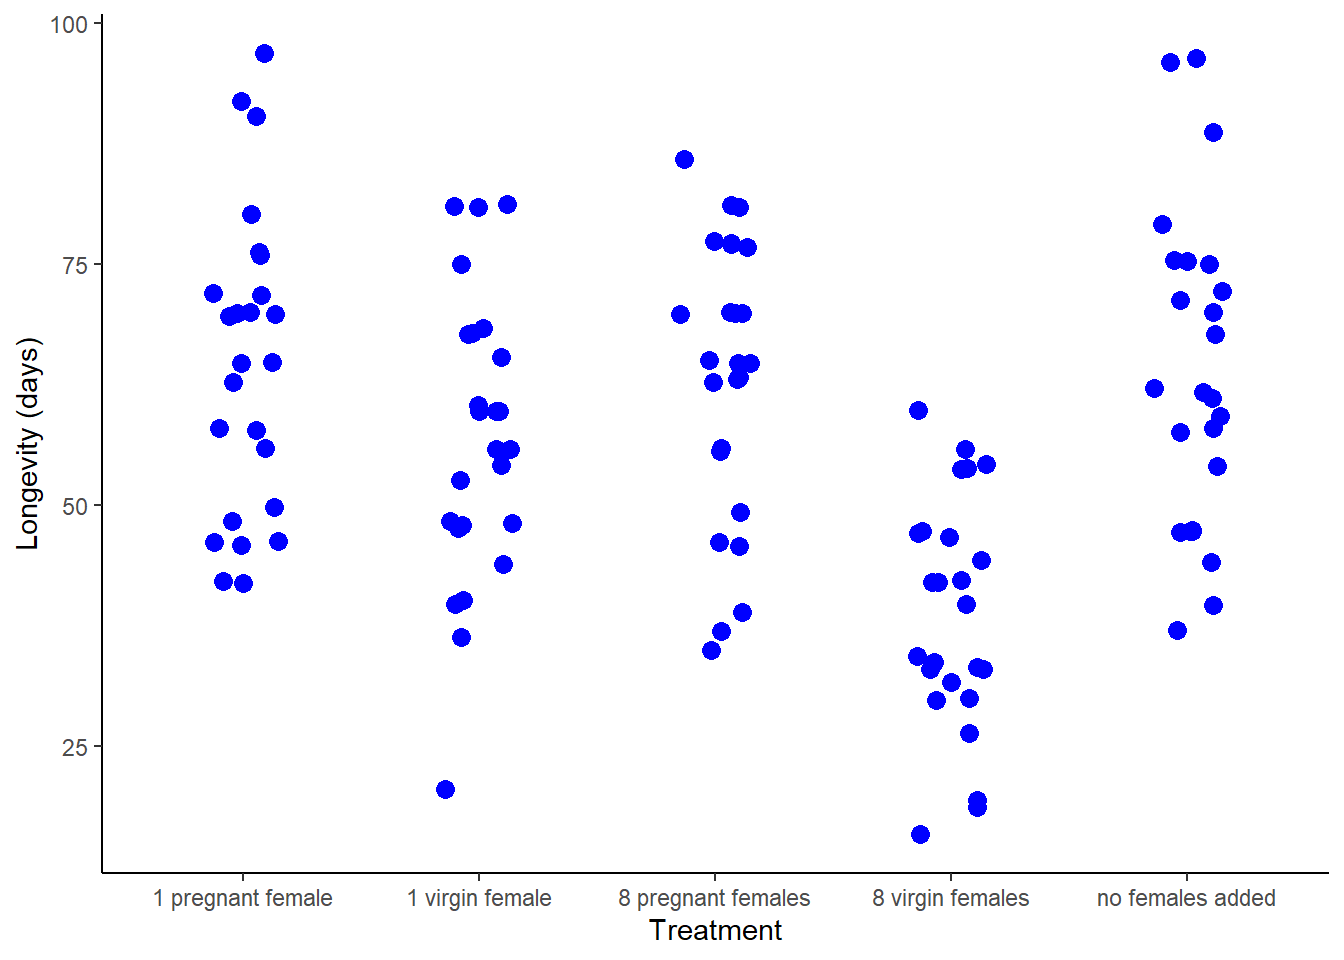 100
75
50
25
Longevity (days)
1 pregnant female 1 virgin female 8 pregnant females 8 virgin females no females added
Treatment